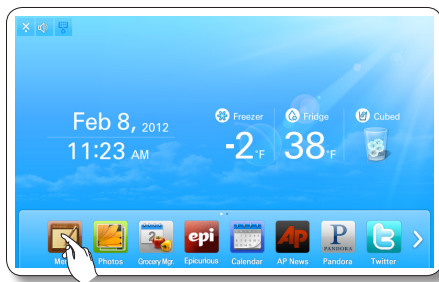 Feb 8, 2012
11:23 AM
Freezer
-2°F
Fridge
38°F
Cubed
2
epi
AP
P
PANDORA
Photos
Grocery Mgr.
Epicurious
Calendar
AP News
Pandora
Twitter